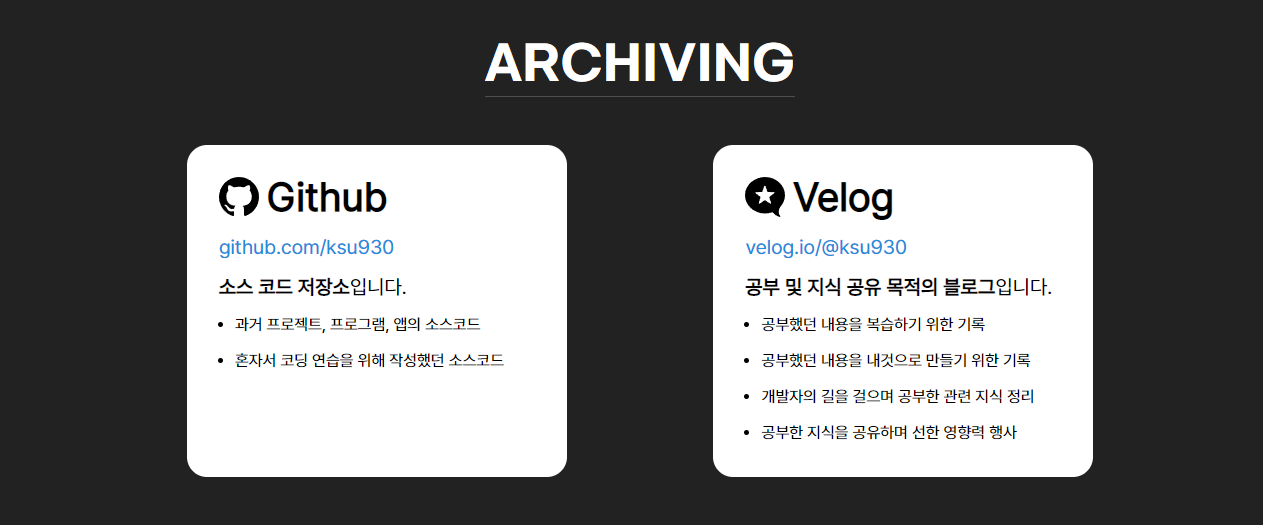 ARCHIVING
Github
github.com/ksu930
소스 코드 저장소입니다.
과거 프로젝트, 프로그램, 앱의 소스코드
혼자서 코딩 연습을 위해 작성했던 소스코드
Velog
velog.io/@ksu930
공부 및 지식 공유 목적의 블로그입니다.
공부했던 내용을 복습하기 위한 기록
공부했던 내용을 내것으로 만들기 위한 기록
개발자의 길을 걸으며 공부한 관련 지식 정리
공부한 지식을 공유하며 선한 영향력 행사